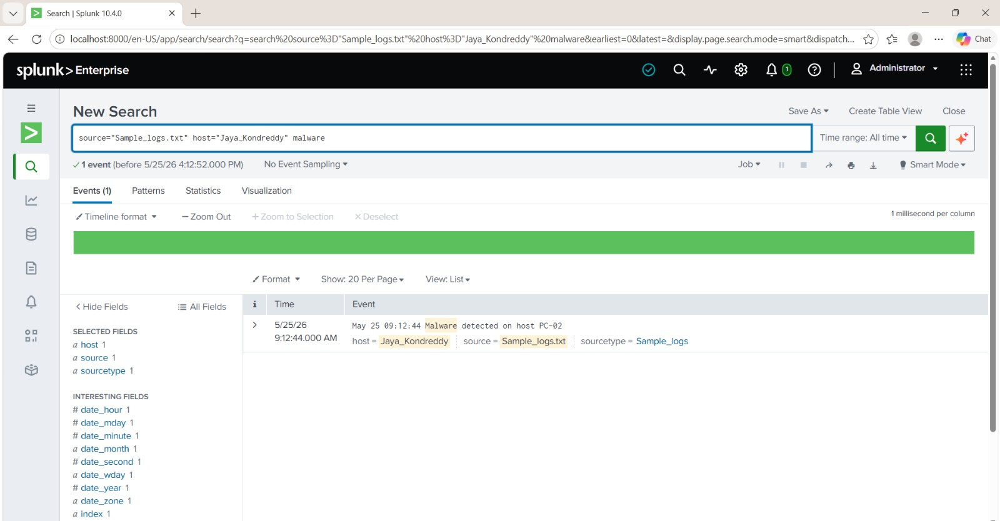 Search | Splunk 10.4.0
localhost:8000/en-US/app/search/search?q=search%20source%3D"Sample_logs.txt"%20host%3D"Jaya_Kondreddy"%20malware&earliest=0&latest=&display.page.search.mode=smart&dispatch...
Chat
splunk>Enterprise
1
Administrator
New Search
Save As
Create Table View
Close
source="Sample_logs.txt" host="Jaya_Kondreddy" malware
Time range: All time
1 event (before 5/25/26 4:12:52.000 PM)
No Event Sampling
Job
Smart Mode
Events (1)
Patterns
Statistics
Visualization
Timeline format
Zoom Out
+ Zoom to Selection
× Deselect
1 millisecond per column
Format
Show: 20 Per Page
View: List
Hide Fields
All Fields
i
Time
Event
SELECTED FIELDS
a host 1
a source 1
a sourcetype 1
5/25/26
9:12:44.000 AM
May 25 09:12:44 Malware detected on host PC-02
host = Jaya_Kondreddy
source = Sample_logs.txt
sourcetype = Sample_logs
INTERESTING FIELDS
# date_hour 1
# date_mday 1
# date_minute 1
a date_month 1
# date_second 1
a date_wday 1
# date_year 1
a date_zone 1
a index 1